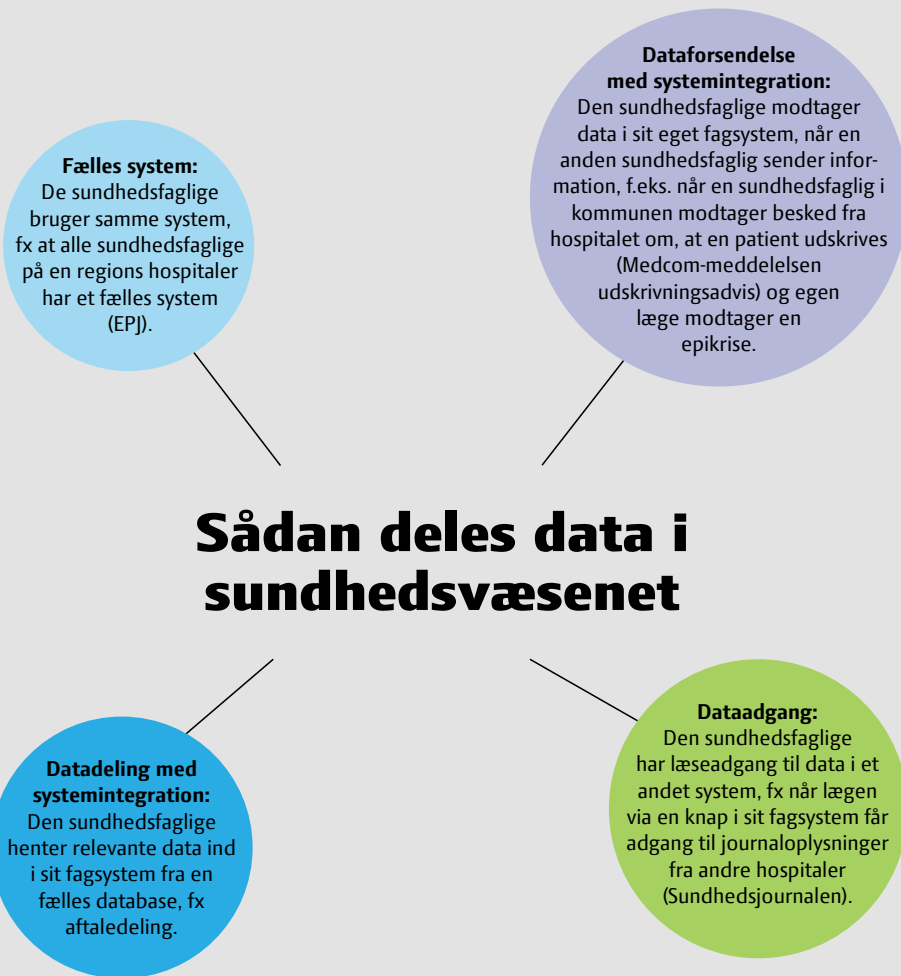 Fælles system:
De sundhedsfaglige
bruger samme system,
fx at alle sundhedsfaglige
på en regions hospitaler
har et fælles system
(EPJ).
Dataforsendelse
med systemintegration:
Den sundhedsfaglige modtager
data i sit eget fagsystem, når en
anden sundhedsfaglig sender infor-
mation, f.eks. når en sundhedsfaglig i
kommunen modtager besked fra
hospitalet om, at en patient udskrives
(Medcom-meddelelsen
udskrivningsadvis) og egen
læge modtager en
epikrise.
Sådan deles data i
sundhedsvæsenet
Datadeling med
systemintegration:
Den sundhedsfaglige
henter relevante data ind
i sit fagsystem fra en
fælles database, fx
aftaledeling.
Dataadgang:
Den sundhedsfaglige
har læseadgang til data i et
andet system, fx når lægen
via en knap i sit fagsystem får
adgang til journaloplysninger
fra andre hospitaler
(Sundhedsjournalen).